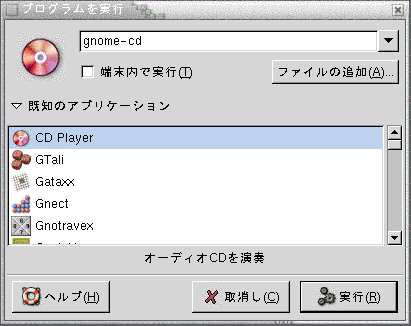 プログラムを実行
gnome-cd
端末内で実行(T)
ファイルの追加(A)...
既知のアプリケーション
CD Player
GTali
Gataxx
Gnect
Gnotravex
オーディオCDを演奏
ヘルプ(H)
取消し(C)
実行(R)